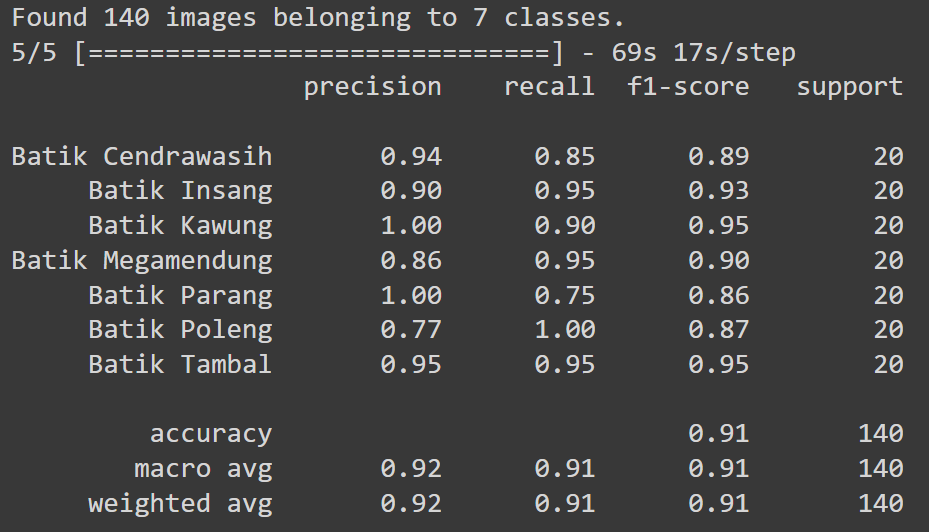 Found 140 images belonging to 7 classes.
5/5 [==============================] - 69s 17s/step
                   precision    recall  f1-score   support

Batik Cendrawasih       0.94      0.85      0.89        20
     Batik Insang       0.90      0.95      0.93        20
     Batik Kawung       1.00      0.90      0.95        20
Batik Megamendung       0.86      0.95      0.90        20
     Batik Parang       1.00      0.75      0.86        20
     Batik Poleng       0.77      1.00      0.87        20
     Batik Tambal       0.95      0.95      0.95        20

         accuracy                           0.91       140
        macro avg       0.92      0.91      0.91       140
     weighted avg       0.92      0.91      0.91       140